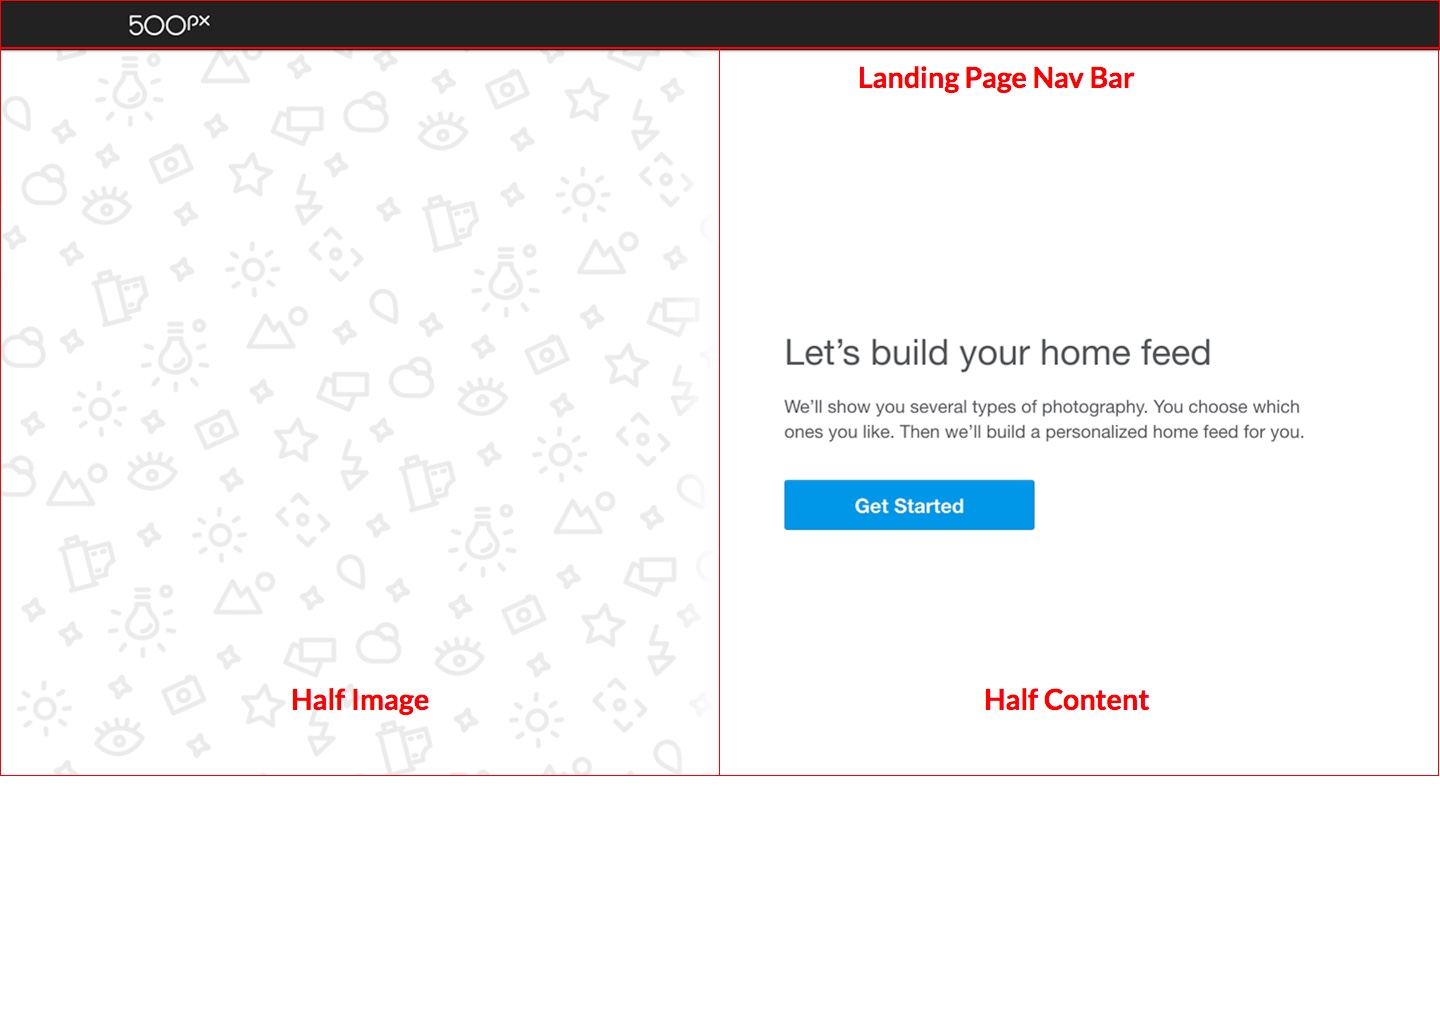 500px
Landing Page Nav Bar
Let’s build your home feed
We’ll show you several types of photography. You choose which
ones you like. Then we’ll build a personalized home feed for you.
Get Started
Half Image
Half Content